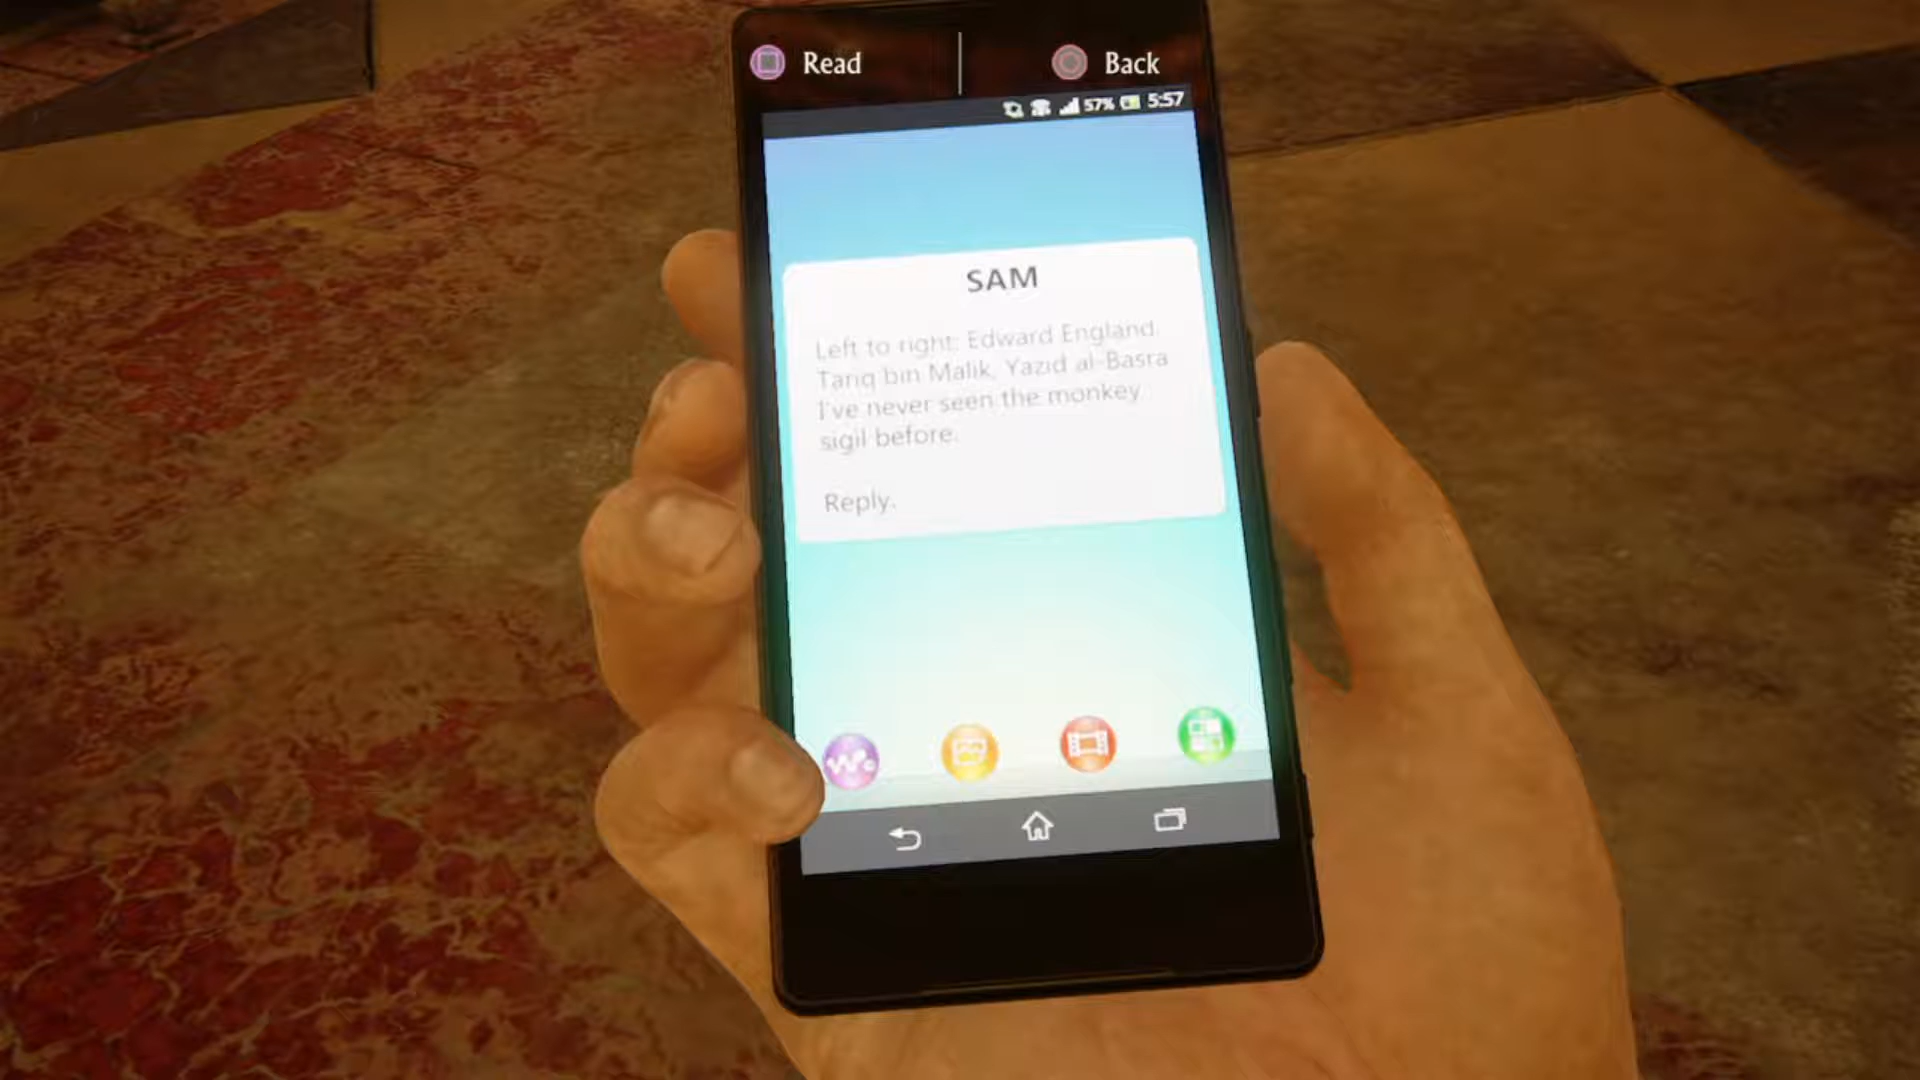 Read
Back
57% 5:57
SAM
Left to right: Edward England.
Tariq bin Malik, Yazid al-Basra
I've never seen the monkey
sigil before.
Reply.